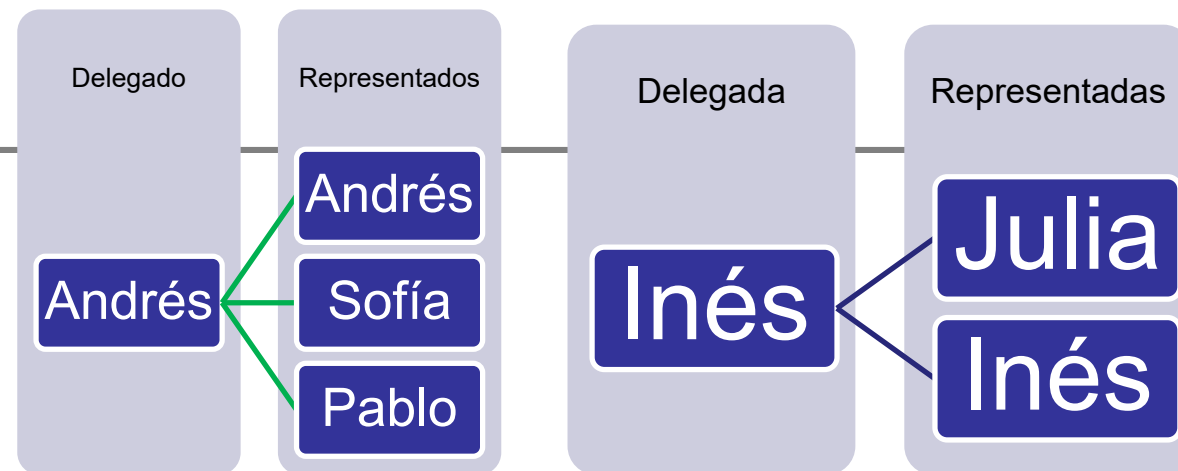 Delegado
Representados
Andrés
Andrés
Sofía
Pablo
Delegada
Representadas
Inés
Julia
Inés